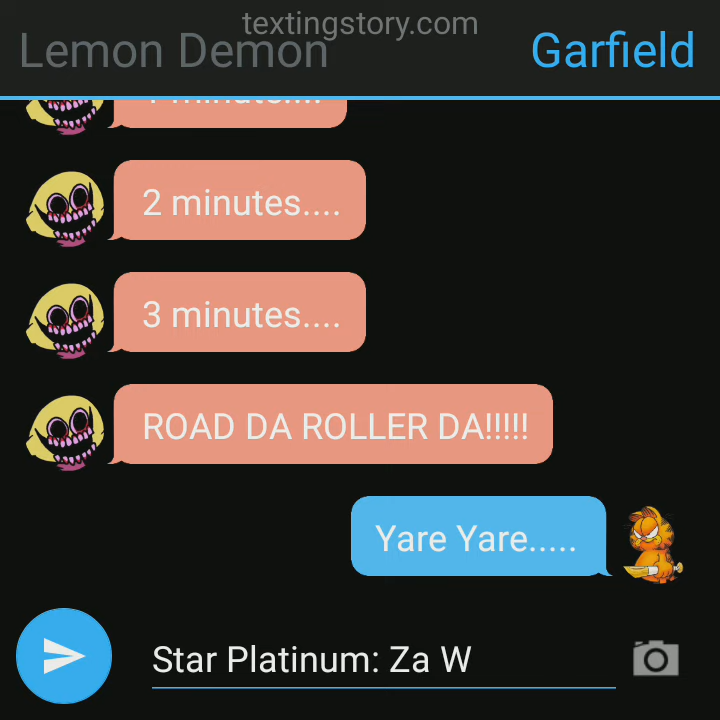 textingstory.com
Lemon Demon
Garfield
2 minutes....
3 minutes....
ROAD DA ROLLER DA!!!!!
Yare Yare.....
Star Platinum: Za W